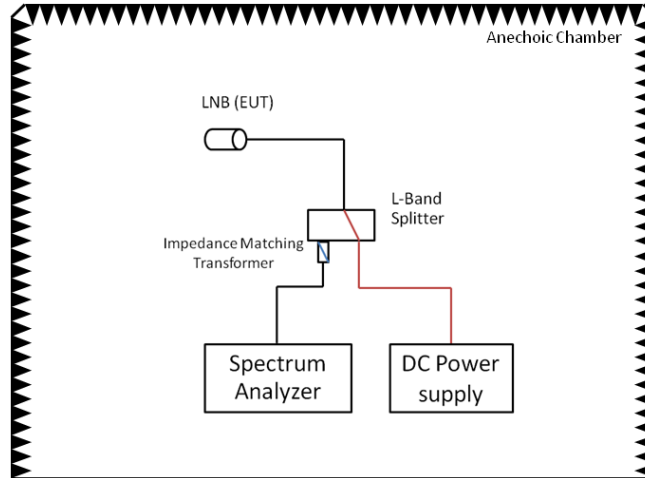 Anechoic Chamber
LNB (EUT)
L-Band
Splitter
Impedance Matching
Transformer
Spectrum
Analyzer
DC Power
supply